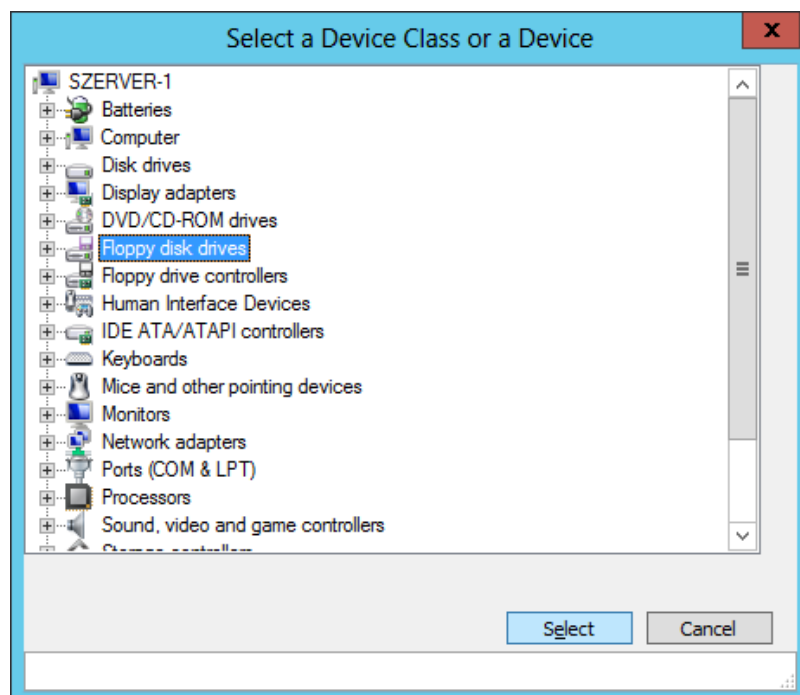 Select a Device Class or a Device
x
SZERVER-1
Batteries
Computer
Disk drives
Display adapters
DVD/CD-ROM drives
Floppy disk drives
Floppy drive controllers
Human Interface Devices
IDE ATA/ATAPI controllers
Keyboards
Mice and other pointing devices
Monitors
Network adapters
Ports (COM & LPT)
Processors
Sound, video and game controllers
Storage controllers
Select
Cancel